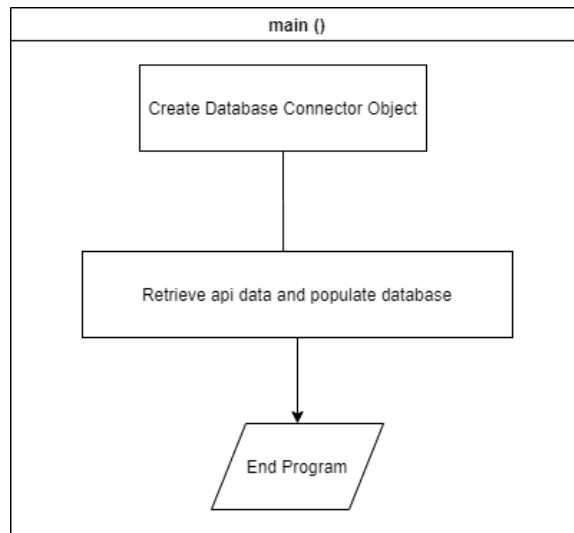 main ()
Create Database Connector Object
Retrieve api data and populate database
End Program